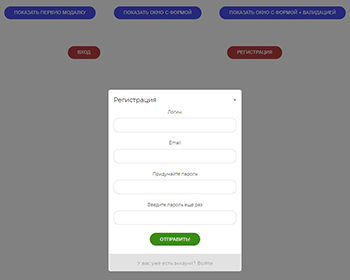 ПОКАЗАТЬ ПЕРВУЮ МОДАЛКУ
ПОКАЗАТЬ ОКНО С ФОРМОЙ
ПОКАЗАТЬ ОКНО С ФОРМОЙ + ВАЛИДАЦИЕЙ
ВХОД
РЕГИСТРАЦИЯ
Регистрация ×
Логин
Email
Придумайте пароль
Введите пароль еще раз
ОТПРАВИТЬ
У вас уже есть аккаунт? Войти